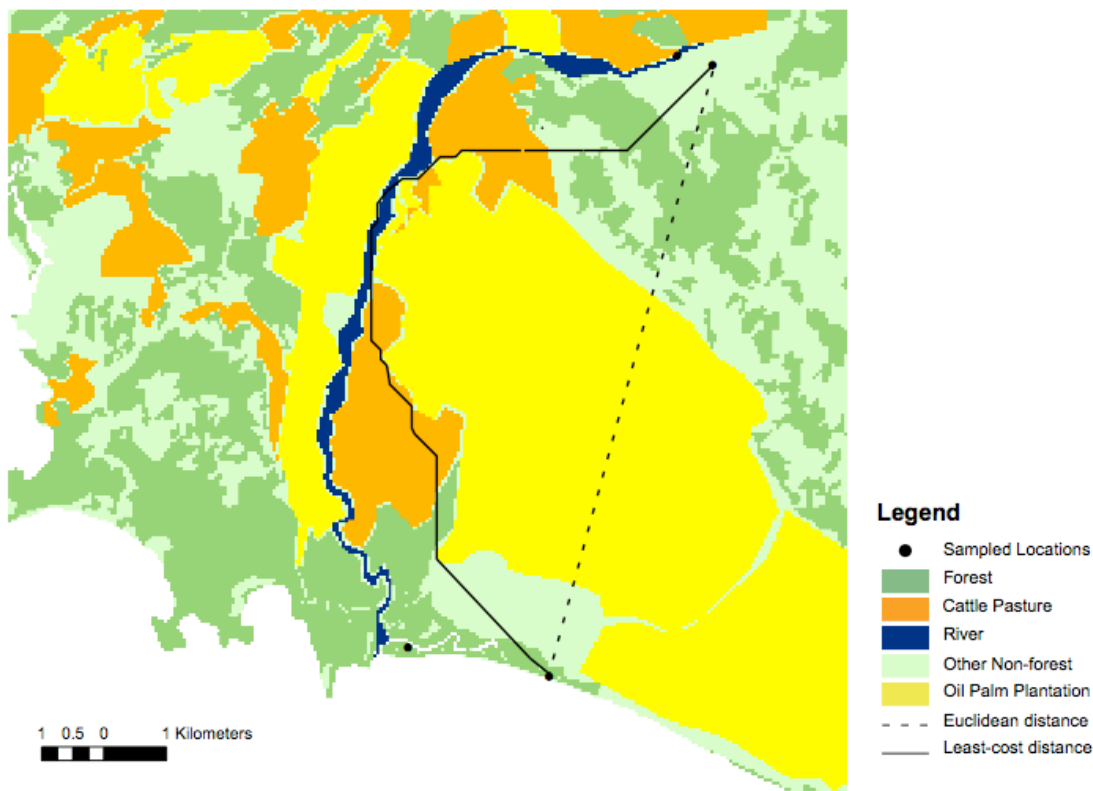 Legend
Sampled Locations
Forest
Cattle Pasture
River
Other Non-forest
Oil Palm Plantation
Euclidean distance
Least-cost distance
1 0.5 0 1 Kilometers